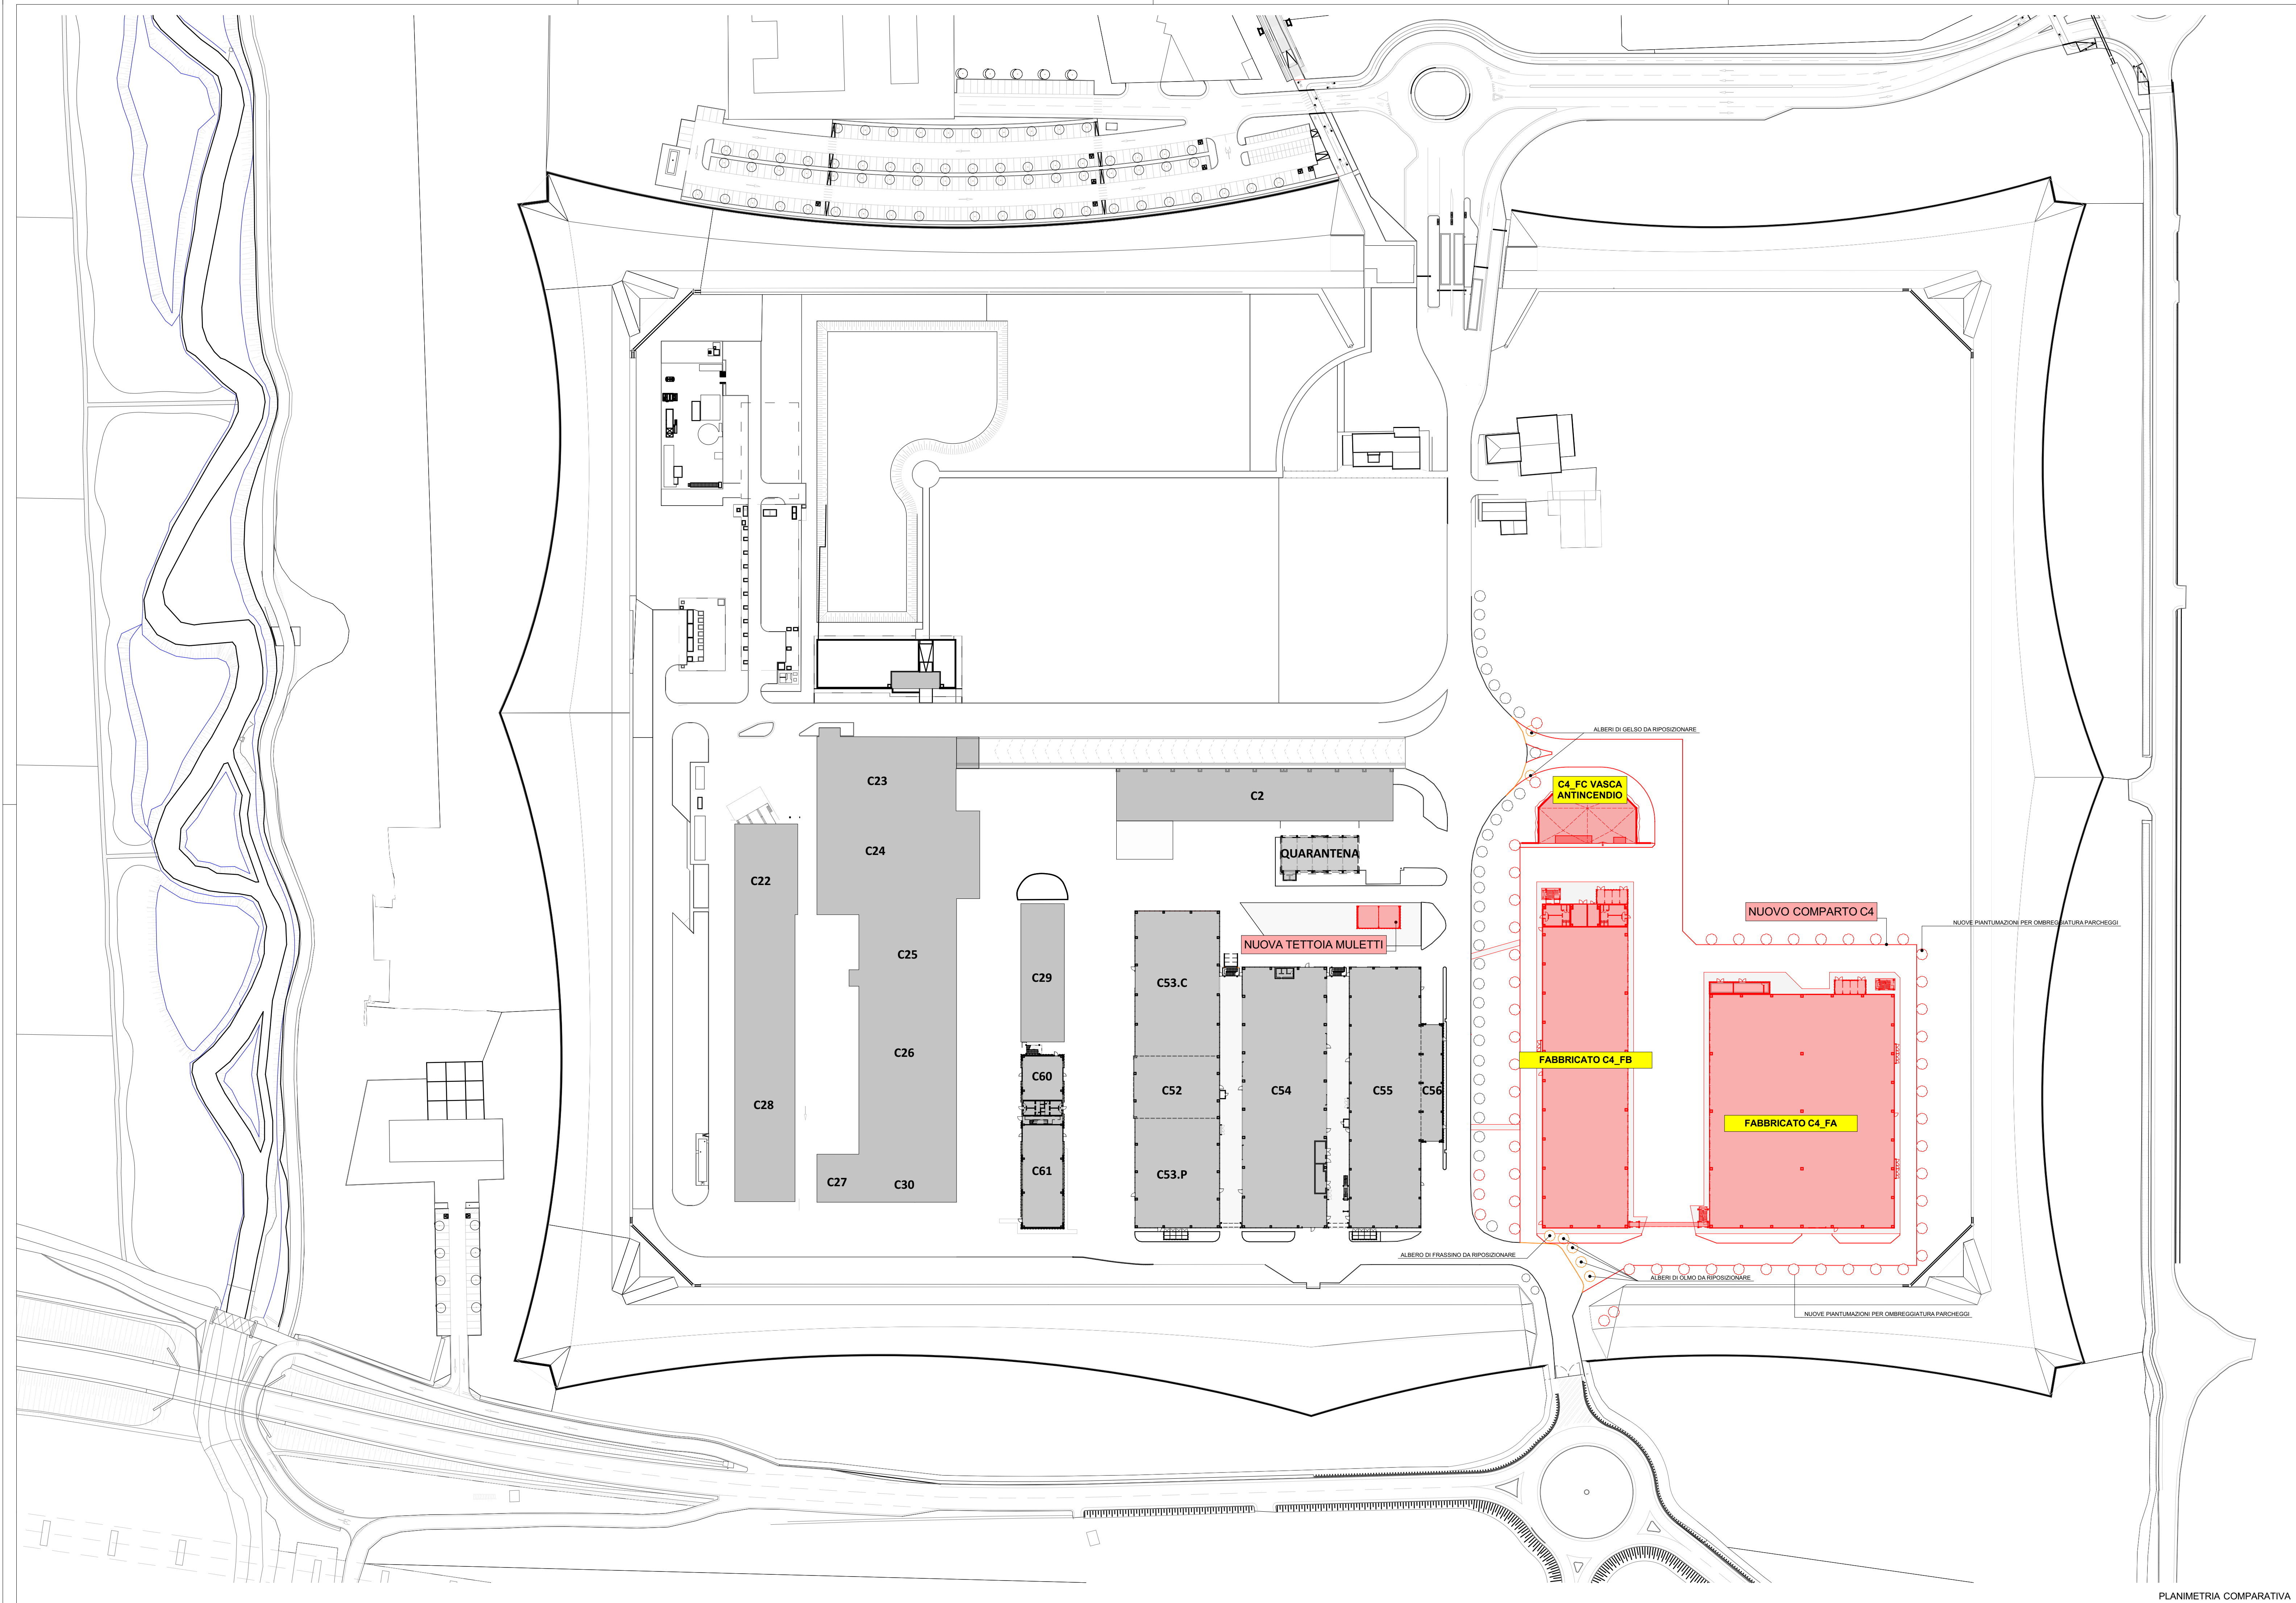 ALBERI DI GELSO DA RIPOSIZIONARE
C23
C4_FC VASCA
ANTINCENDIO
C2
C24
QUARANTENA
C22
NUOVO COMPARTO C4
NUOVE PIANTUMAZIONI PER OMBREGGIATURA PARCHEGGI
NUOVA TETTOIA MULETTI
C25
C29
C53.C
C26
FABBRICATO C4_FB
C60
C52
C54
C55
C56
C28
FABBRICATO C4_FA
C61
C53.P
C27
C30
ALBERO DI FRASSINO DA RIPOSIZIONARE
ALBERI DI OLMO DA RIPOSIZIONARE
NUOVE PIANTUMAZIONI PER OMBREGGIATURA PARCHEGGI
PLANIMETRIA COMPARATIVA